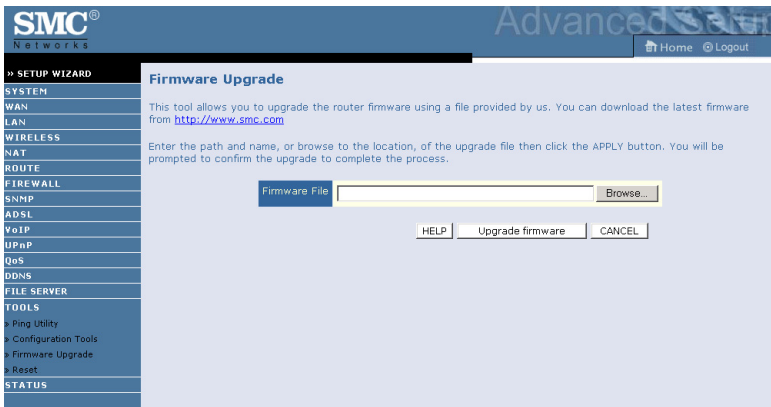 SMC®
Networks
Advanced Setup
Home Logout
» SETUP WIZARD
SYSTEM
WAN
LAN
WIRELESS
NAT
ROUTE
FIREWALL
SNMP
ADSL
VoIP
UPnP
QoS
DDNS
FILE SERVER
TOOLS
» Ping Utility
» Configuration Tools
» Firmware Upgrade
» Reset
STATUS
Firmware Upgrade
This tool allows you to upgrade the router firmware using a file provided by us. You can download the latest firmware
from http://www.smc.com
Enter the path and name, or browse to the location, of the upgrade file then click the APPLY button. You will be
prompted to confirm the upgrade to complete the process.
Firmware File
Browse...
HELP Upgrade firmware CANCEL